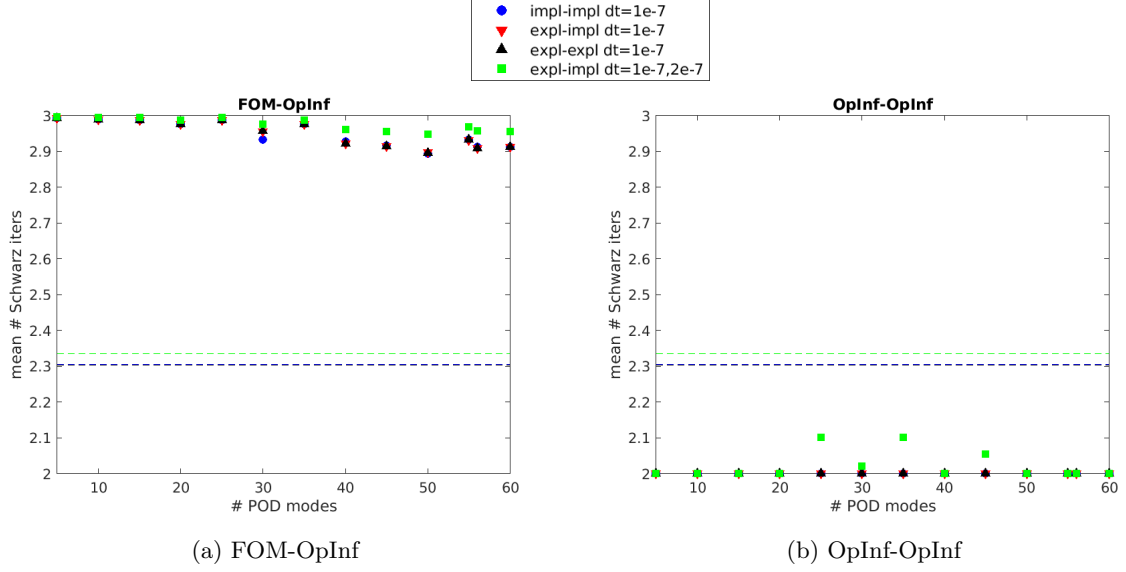 impl-impl dt=1e-7
expl-impl dt=1e-7
expl-expl dt=1e-7
expl-impl dt=1e-7,2e-7
FOM-OpInf
3
2.9
2.8
2.7
2.6
2.5
2.4
2.3
2.2
2.1
2
mean # Schwarz iters
10 20 30 40 50 60
# POD modes
(a) FOM-OpInf
OpInf-OpInf
3
2.9
2.8
2.7
2.6
2.5
2.4
2.3
2.2
2.1
2
mean # Schwarz iters
10 20 30 40 50 60
# POD modes
(b) OpInf-OpInf